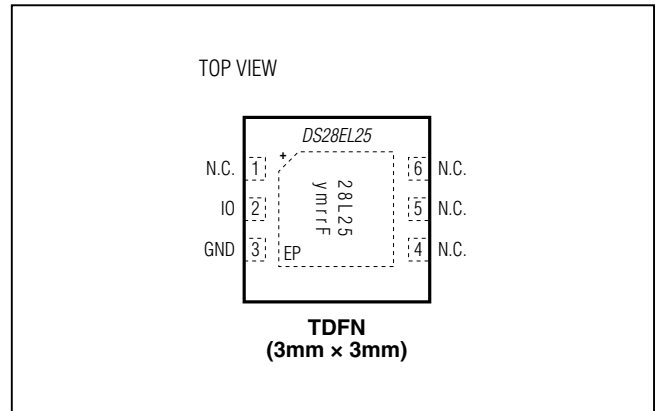 TOP VIEW
DS28EL25
+
N.C. 1 6 N.C.
IO 2 5 N.C.
GND 3 4 N.C.
28L25
ymrrF
EP
TDFN
(3mm × 3mm)